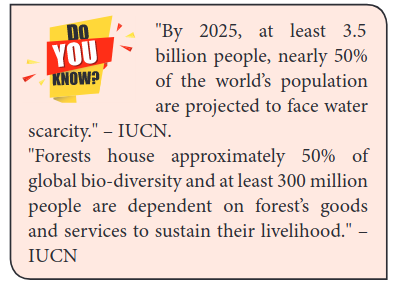 DO
YOU
KNOW?
"By 2025, at least 3.5
billion people, nearly 50%
of the world's population
are projected to face water
scarcity." – IUCN.
"Forests house approximately 50% of
global bio-diversity and at least 300 million
people are dependent on forest's goods
and services to sustain their livelihood." –
IUCN